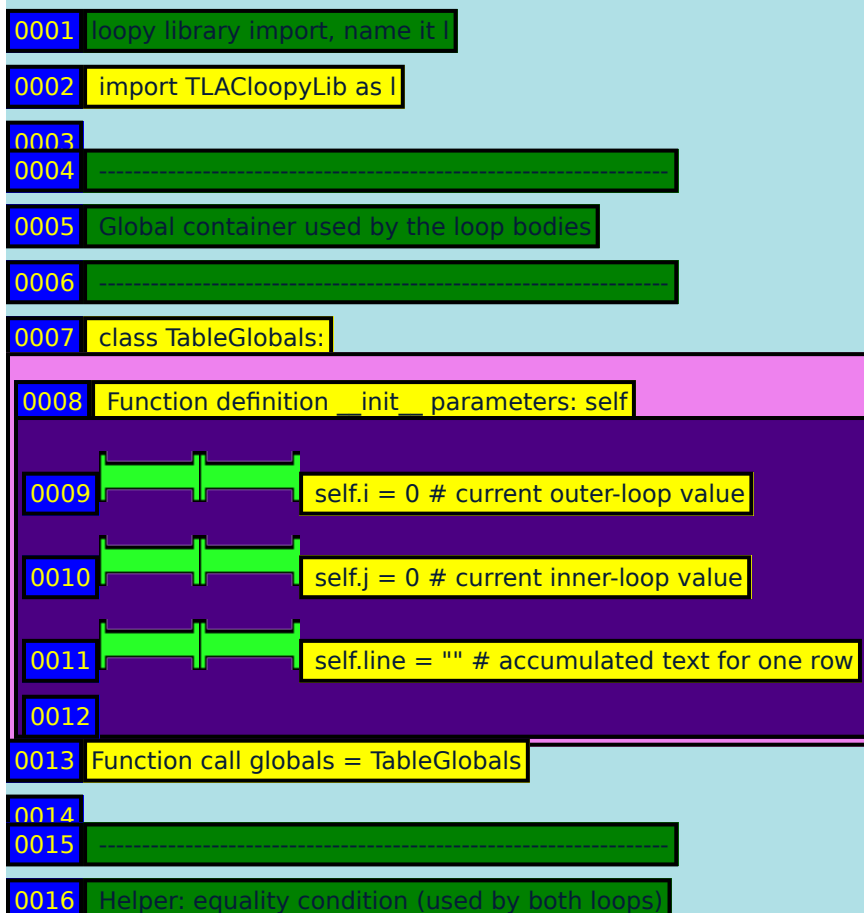 0001 loopy library import, name it l
0002 import TLACloopyLib as l
0003
0004 ------------------------------------------------------------------
0005 Global container used by the loop bodies
0006 ------------------------------------------------------------------
0007 class TableGlobals:
0008 Function definition __init__ parameters: self
0009 self.i = 0 # current outer-loop value
0010 self.j = 0 # current inner-loop value
0011 self.line = "" # accumulated text for one row
0012
0013 Function call globals = TableGlobals
0014
0015 ------------------------------------------------------------------
0016 Helper: equality condition (used by both loops)